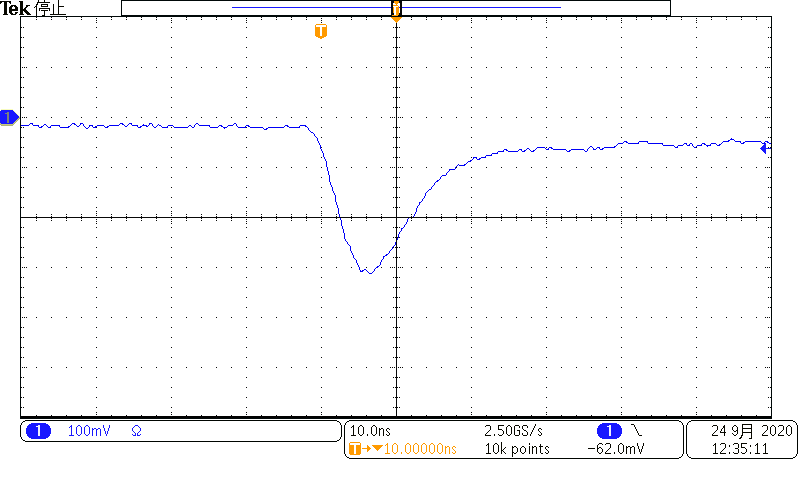 Tek 停止
T
T
1
1 100mV Ω
10.0ns 2.50GS/s 1 \
T→▼10.00000ns 10k points −62.0mV
24 9月 2020
12:35:11